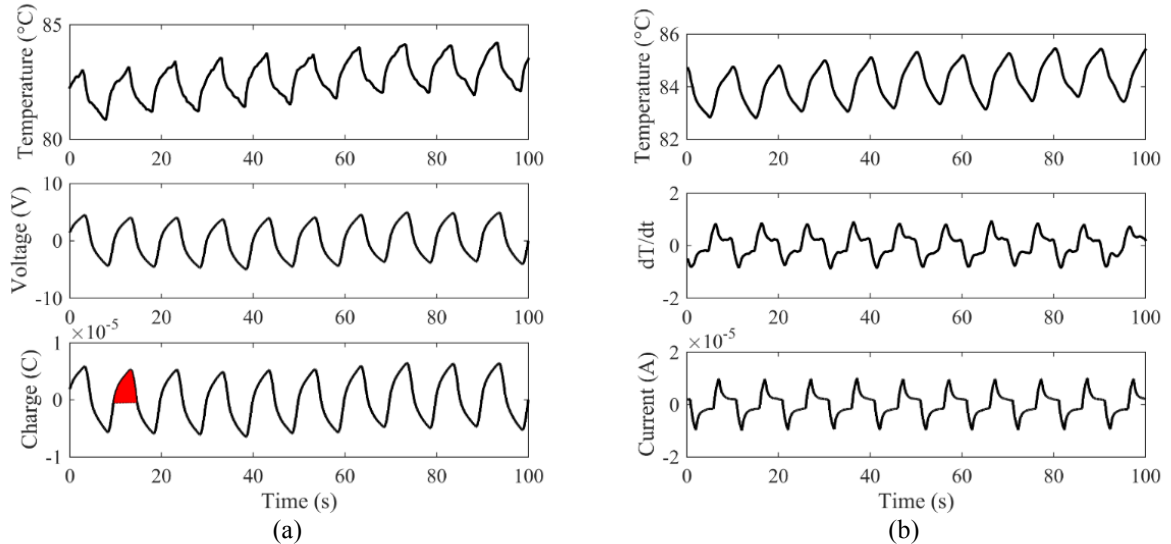 85
80
Temperature (°C)
0 20 40 60 80 100
10
0
-10
Voltage (V)
0 20 40 60 80 100
×10⁻⁵
1
0
-1
Charge (C)
0 20 40 60 80 100
Time (s)
(a)
86
84
82
Temperature (°C)
0 20 40 60 80 100
2
0
-2
dT/dt
0 20 40 60 80 100
×10⁻⁵
2
0
-2
Current (A)
0 20 40 60 80 100
Time (s)
(b)